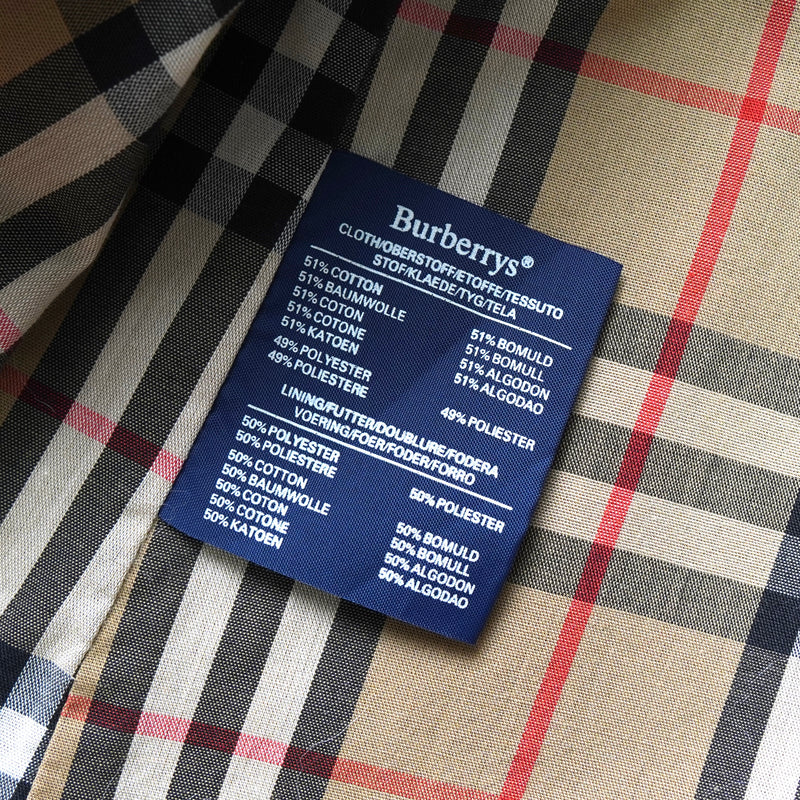 Burberrys®
CLOTH/OBERSTOFF/ETOFFE/TESSUTO
STOF/KLAEDE/TYG/TELA
51% COTTON
51% BAUMWOLLE
51% COTON
51% COTONE
51% KATOEN
49% POLYESTER
49% POLIESTERE
51% BOMULD
51% BOMULL
51% ALGODON
51% ALGODAO
49% POLIESTER
LINING/FUTTER/DOUBLURE/FODERA
VOERING/FOER/FODER/FORRO
50% POLYESTER
50% POLIESTERE
50% COTTON
50% BAUMWOLLE
50% COTON
50% COTONE
50% KATOEN
50% POLIESTER
50% BOMULD
50% BOMULL
50% ALGODON
50% ALGODAO